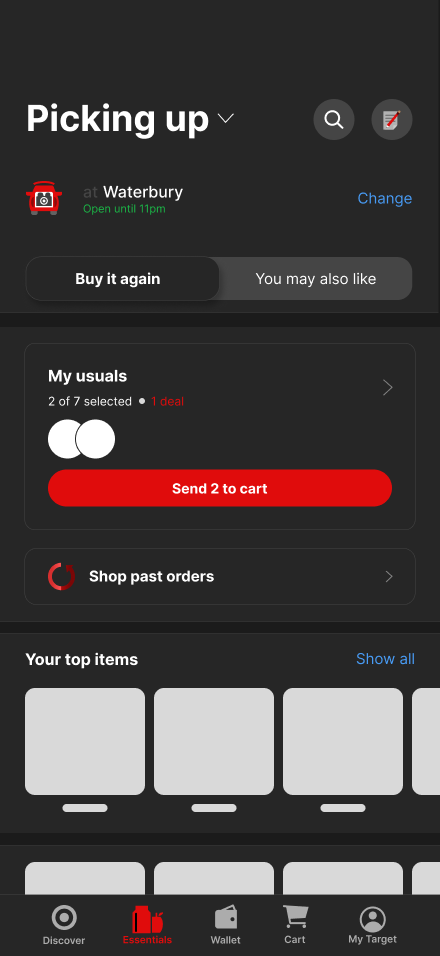 Picking up
at Waterbury
Change
Open until 11pm
Buy it again
You may also like
My usuals
2 of 7 selected • 1 deal
Send 2 to cart
Shop past orders
Your top items
Show all
Discover
Essentials
Wallet
Cart
My Target